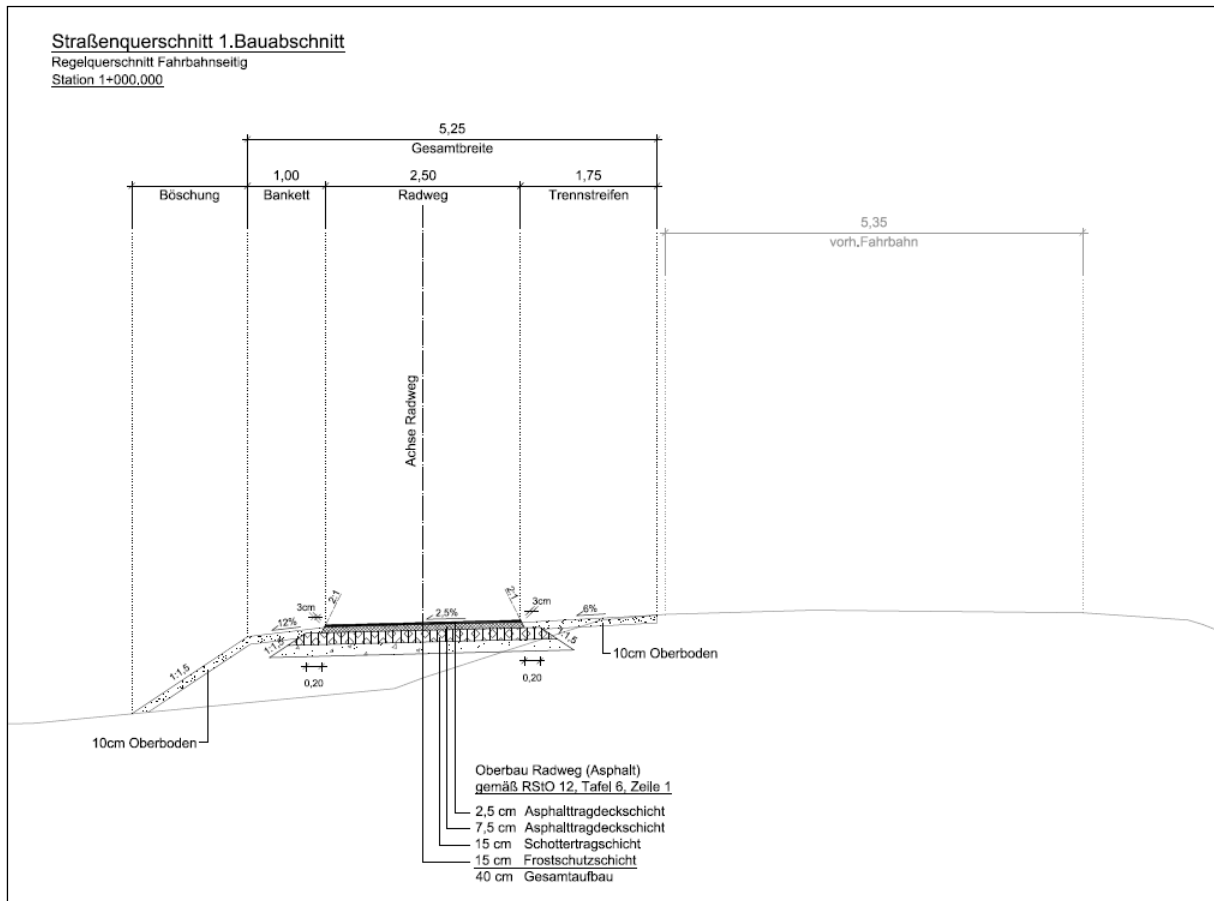 Straßenquerschnitt 1.Bauabschnitt
Regelquerschnitt Fahrbahnseitig
Station 1+000.000
5,25
Gesamtbreite
1,00
2,50
1,75
Böschung
Bankett
Radweg
Trennstreifen
5,35
vorh.Fahrbahn
Achse Radweg
3cm
2:1
2:1
3cm
12%
2,5%
6%
1:1,5
1:1,5
1:1,5
0,20
0,20
10cm Oberboden
10cm Oberboden
Oberbau Radweg (Asphalt)
gemäß RStO 12, Tafel 6, Zeile 1
2,5 cm Asphalttragdeckschicht
7,5 cm Asphalttragdeckschicht
15 cm Schottertragschicht
15 cm Frostschutzschicht
40 cm Gesamtaufbau